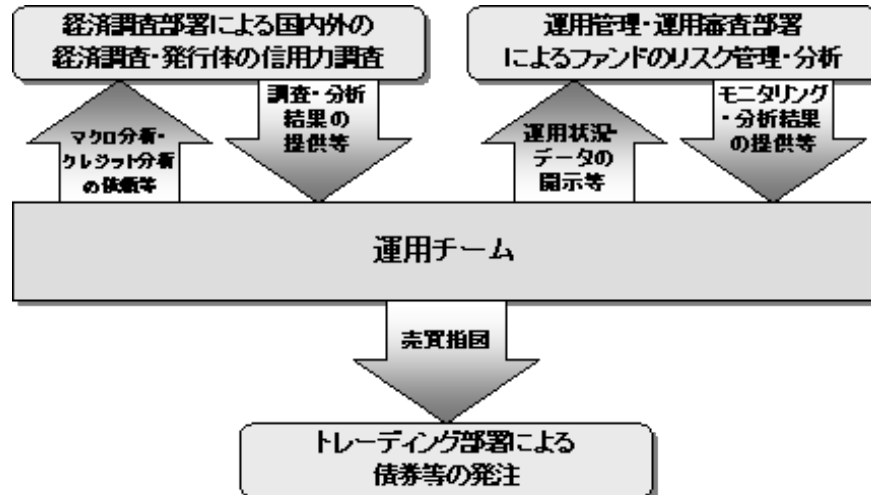 経済調査部署による国内外の
経済調査・発行体の信用力調査
運用管理・運用審査部署
によるファンドのリスク管理・分析
マクロ分析・
クレジット分析
の依頼等
調査・分析
結果の
提供等
運用状況・
データの
開示等
モニタリング
・分析結果
の提供等
運用チーム
売買指図
トレーディング部署による
債券等の発注